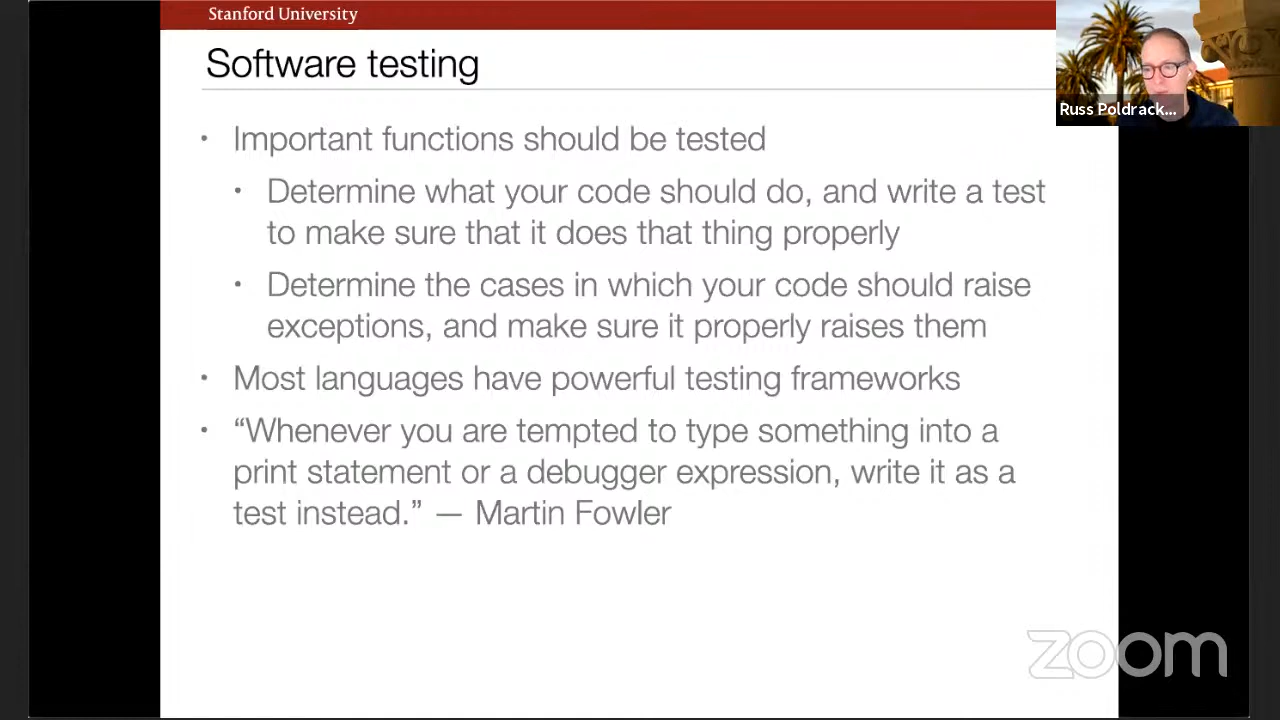 Stanford University
Software testing
Russ Poldrack...
• Important functions should be tested
• Determine what your code should do, and write a test
to make sure that it does that thing properly
• Determine the cases in which your code should raise
exceptions, and make sure it properly raises them
• Most languages have powerful testing frameworks
• “Whenever you are tempted to type something into a
print statement or a debugger expression, write it as a
test instead.” — Martin Fowler
zoom